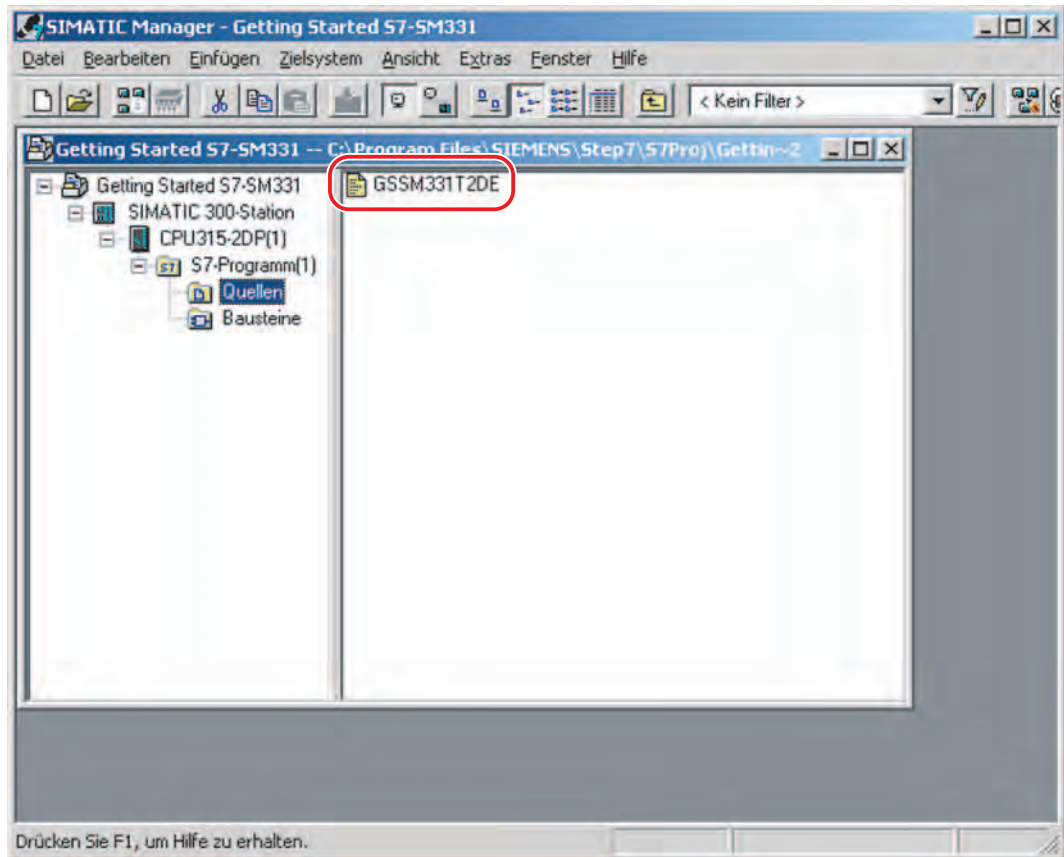 SIMATIC Manager - Getting Started S7-SM331
Datei Bearbeiten Einfügen Zielsystem Ansicht Extras Fenster Hilfe
< Kein Filter >
Getting Started S7-SM331 -- C:\Program Files\SIEMENS\Step7\S7Proj\Gettin~2
Getting Started S7-SM331
SIMATIC 300-Station
CPU315-2DP(1)
S7-Programm(1)
Quellen
Bausteine
GSSM331T2DE
Drücken Sie F1, um Hilfe zu erhalten.